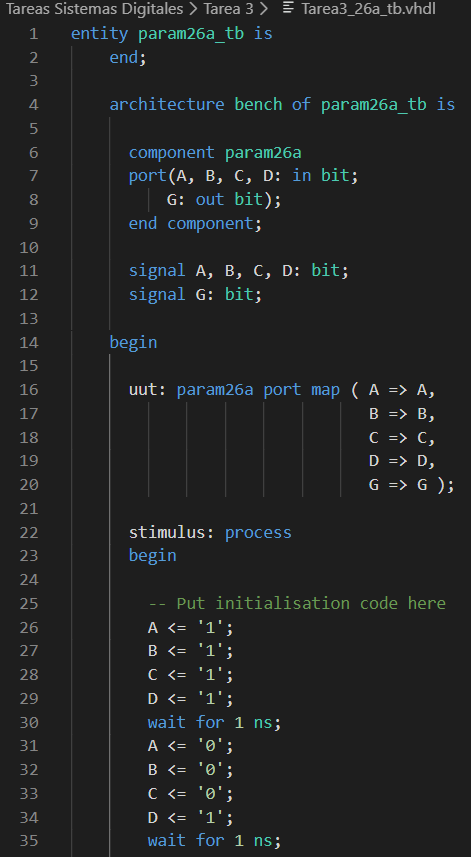 Tareas Sistemas Digitales > Tarea 3 > Tarea3_26a_tb.vhdl
1 entity param26a_tb is
2 end;
3
4 architecture bench of param26a_tb is
5
6 component param26a
7 port(A, B, C, D: in bit;
8 G: out bit);
9 end component;
10
11 signal A, B, C, D: bit;
12 signal G: bit;
13
14 begin
15
16 uut: param26a port map ( A => A,
17 B => B,
18 C => C,
19 D => D,
20 G => G );
21
22 stimulus: process
23 begin
24
25 -- Put initialisation code here
26 A <= '1';
27 B <= '1';
28 C <= '1';
29 D <= '1';
30 wait for 1 ns;
31 A <= '0';
32 B <= '0';
33 C <= '0';
34 D <= '1';
35 wait for 1 ns;